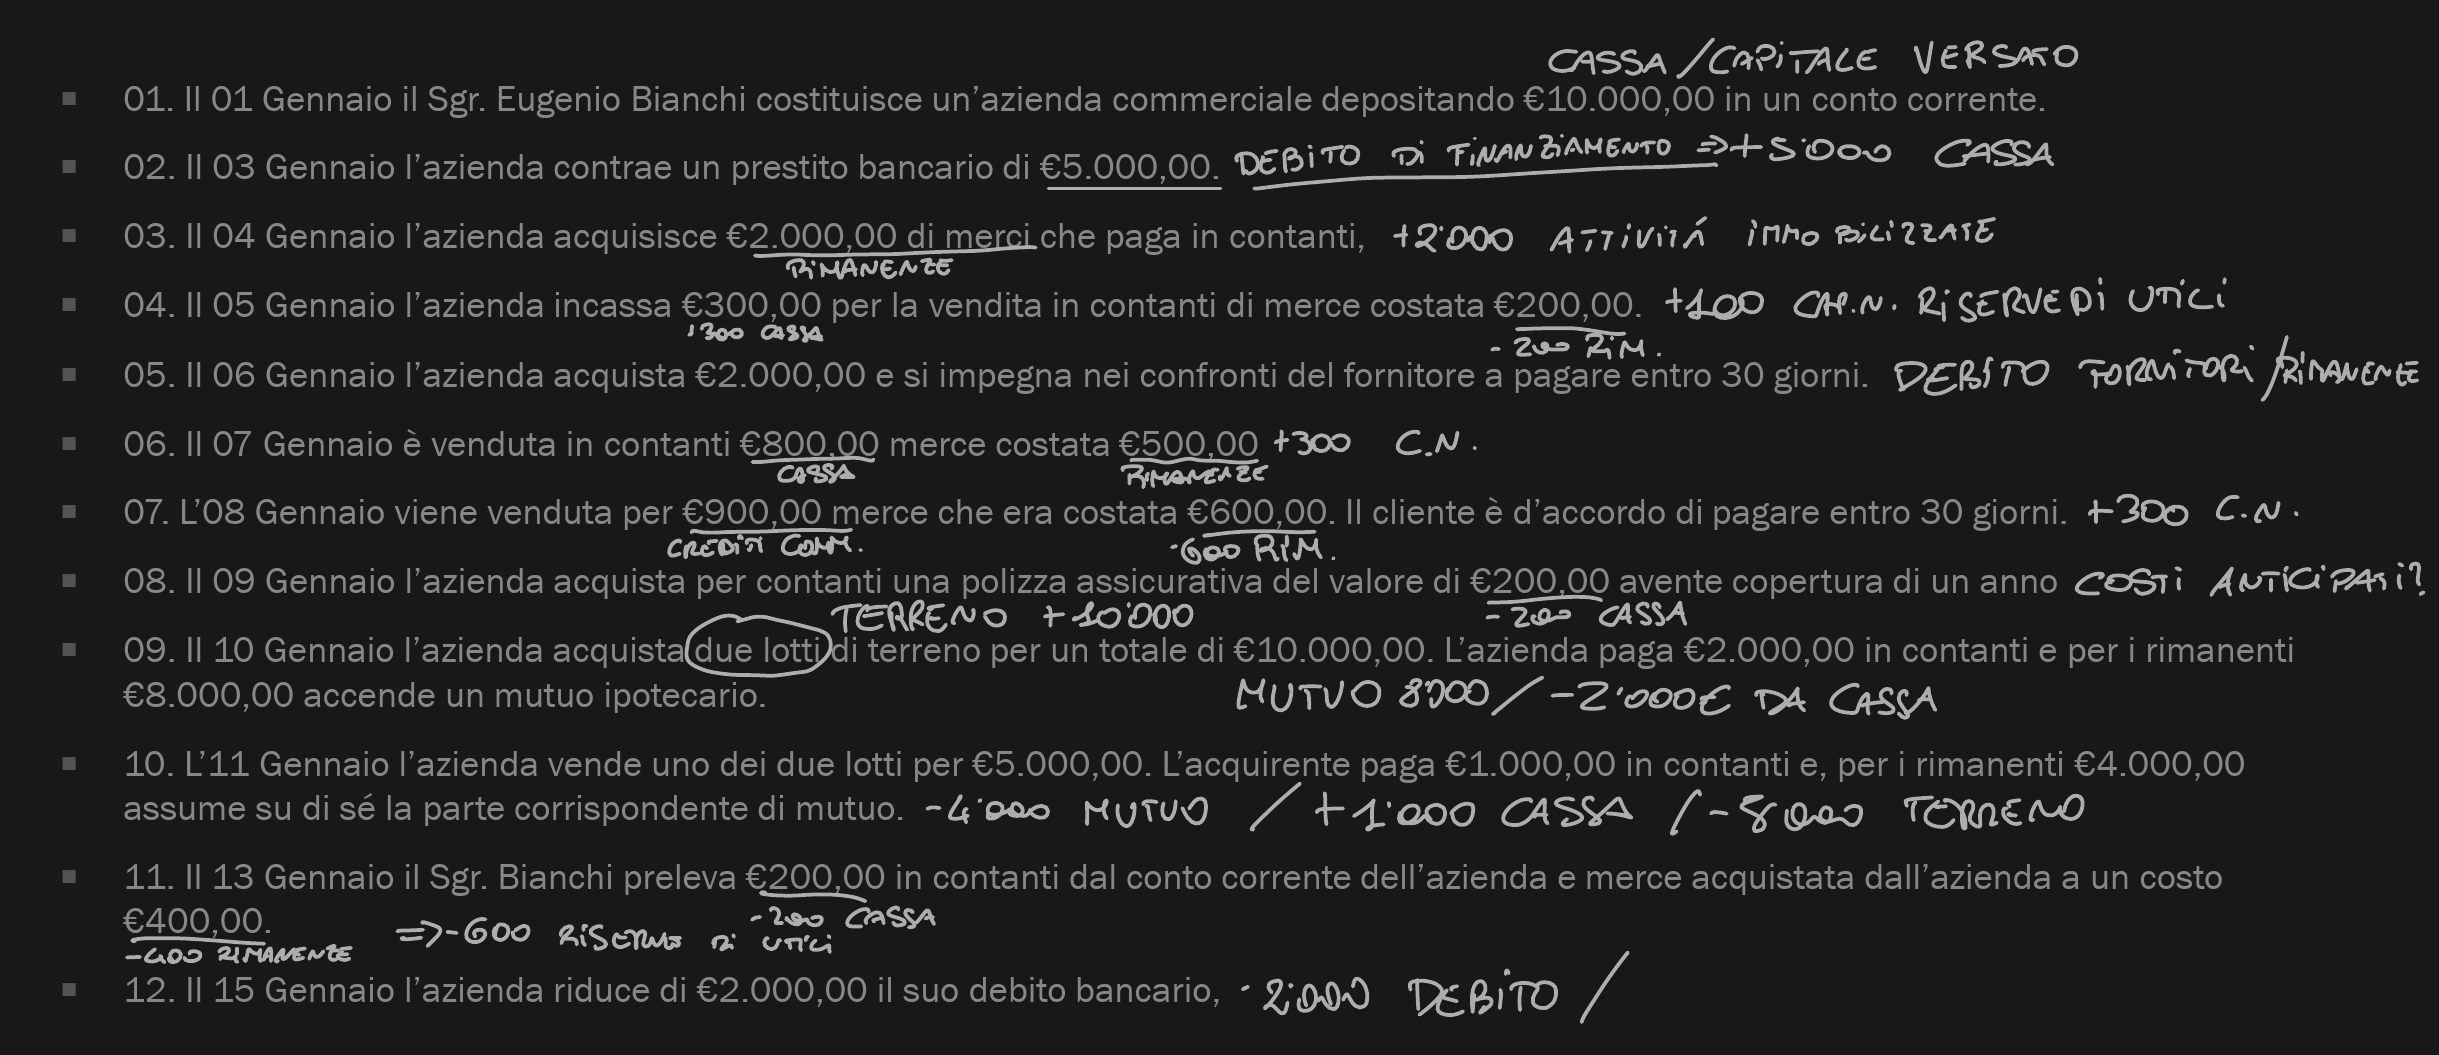 CASSA / CAPITALE VERSATO
01. Il 01 Gennaio il Sgr. Eugenio Bianchi costituisce un'azienda commerciale depositando €10.000,00 in un conto corrente.
02. Il 03 Gennaio l'azienda contrae un prestito bancario di €5.000,00. DEBITO DI FINANZIAMENTO => +5'000 CASSA
03. Il 04 Gennaio l'azienda acquisisce €2.000,00 di merci che paga in contanti, +2'000 ATTIVITÁ IMMOBILIZZATE
RIMANENZE
04. Il 05 Gennaio l'azienda incassa €300,00 per la vendita in contanti di merce costata €200,00. +100 CAP.N. RISERVE DI UTILI
+300 CASSA - 200 RIM.
05. Il 06 Gennaio l'azienda acquista €2.000,00 e si impegna nei confronti del fornitore a pagare entro 30 giorni. DEBITO FORNITORI / RIMANENZE
06. Il 07 Gennaio è venduta in contanti €800,00 merce costata €500,00 +300 C.N.
CASSA RIMANENZE
07. L'08 Gennaio viene venduta per €900,00 merce che era costata €600,00. Il cliente è d'accordo di pagare entro 30 giorni. +300 C.N.
CREDITI COMM. -600 RIM.
08. Il 09 Gennaio l'azienda acquista per contanti una polizza assicurativa del valore di €200,00 avente copertura di un anno COSTI ANTICIPATI?
TERRENO +10'000 - 200 CASSA
09. Il 10 Gennaio l'azienda acquista due lotti di terreno per un totale di €10.000,00. L'azienda paga €2.000,00 in contanti e per i rimanenti
€8.000,00 accende un mutuo ipotecario. MUTUO 8'000 / -2'000€ DA CASSA
10. L'11 Gennaio l'azienda vende uno dei due lotti per €5.000,00. L'acquirente paga €1.000,00 in contanti e, per i rimanenti €4.000,00
assume su di sé la parte corrispondente di mutuo. -4'000 MUTUO / +1'000 CASSA / -5'000 TERRENO
11. Il 13 Gennaio il Sgr. Bianchi preleva €200,00 in contanti dal conto corrente dell'azienda e merce acquistata dall'azienda a un costo
€400,00. => -600 RISERVE DI UTILI -200 CASSA
-400 RIMANENZE
12. Il 15 Gennaio l'azienda riduce di €2.000,00 il suo debito bancario, -2'000 DEBITO /